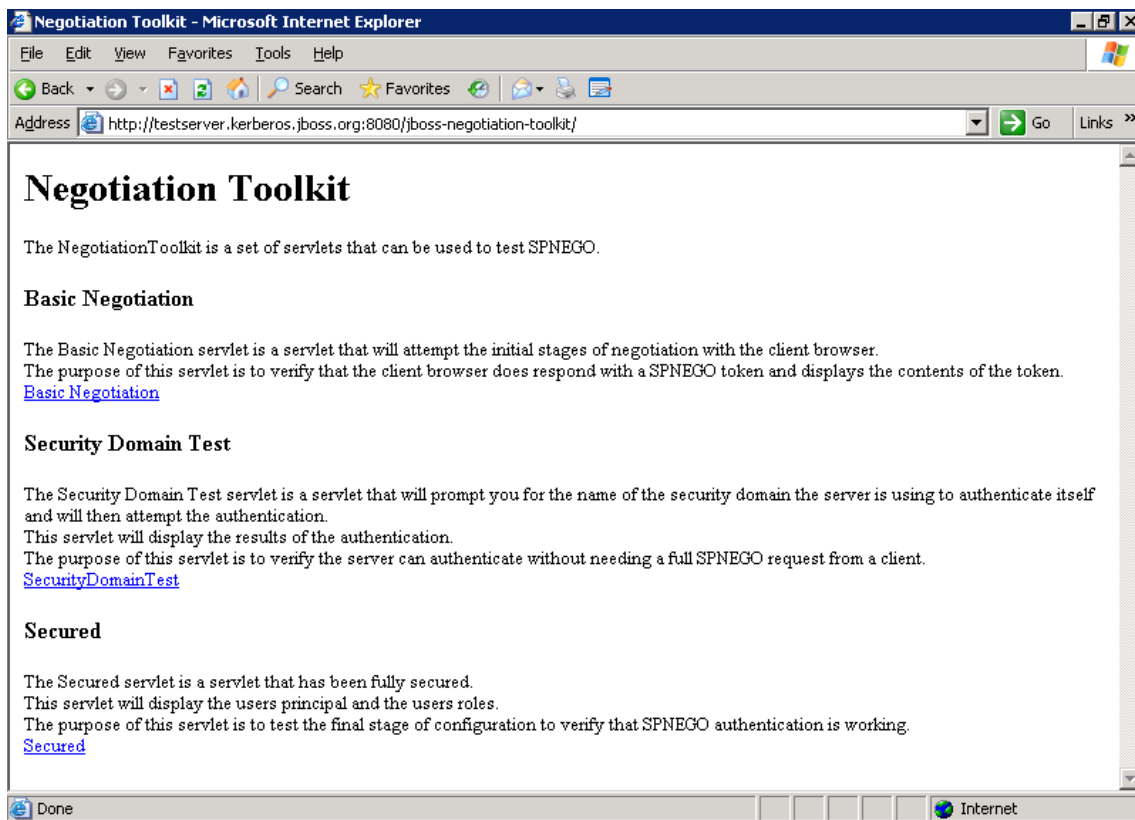 Negotiation Toolkit - Microsoft Internet Explorer
File Edit View Favorites Tools Help
Back Search Favorites
Address http://testserver.kerberos.jboss.org:8080/jboss-negotiation-toolkit/ Go Links »
Negotiation Toolkit
The NegotiationToolkit is a set of servlets that can be used to test SPNEGO.
Basic Negotiation
The Basic Negotiation servlet is a servlet that will attempt the initial stages of negotiation with the client browser.
The purpose of this servlet is to verify that the client browser does respond with a SPNEGO token and displays the contents of the token.
Basic Negotiation
Security Domain Test
The Security Domain Test servlet is a servlet that will prompt you for the name of the security domain the server is using to authenticate itself
and will then attempt the authentication.
This servlet will display the results of the authentication.
The purpose of this servlet is to verify the server can authenticate without needing a full SPNEGO request from a client.
SecurityDomainTest
Secured
The Secured servlet is a servlet that has been fully secured.
This servlet will display the users principal and the users roles.
The purpose of this servlet is to test the final stage of configuration to verify that SPNEGO authentication is working.
Secured
Done Internet